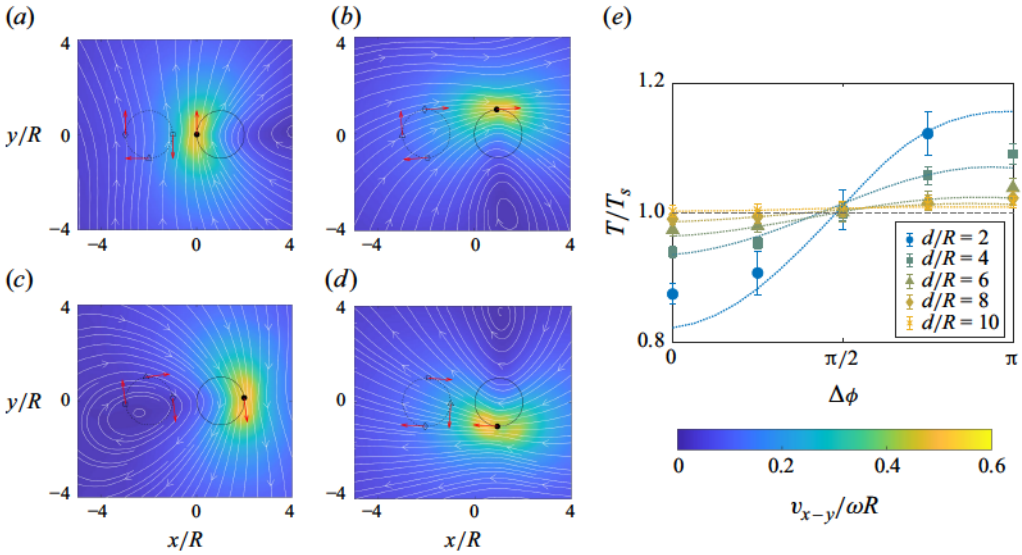 (a)
(b)
(e)
4
y/R 0
−4
−4 0 4
4
0
−4
−4 0 4
(c)
(d)
4
y/R 0
−4
−4 0 4
x/R
4
0
−4
−4 0 4
x/R
1.2
T/Ts 1.0
0.8
0 π/2 π
Δϕ
d/R = 2
d/R = 4
d/R = 6
d/R = 8
d/R = 10
0 0.2 0.4 0.6
vx−y/ωR